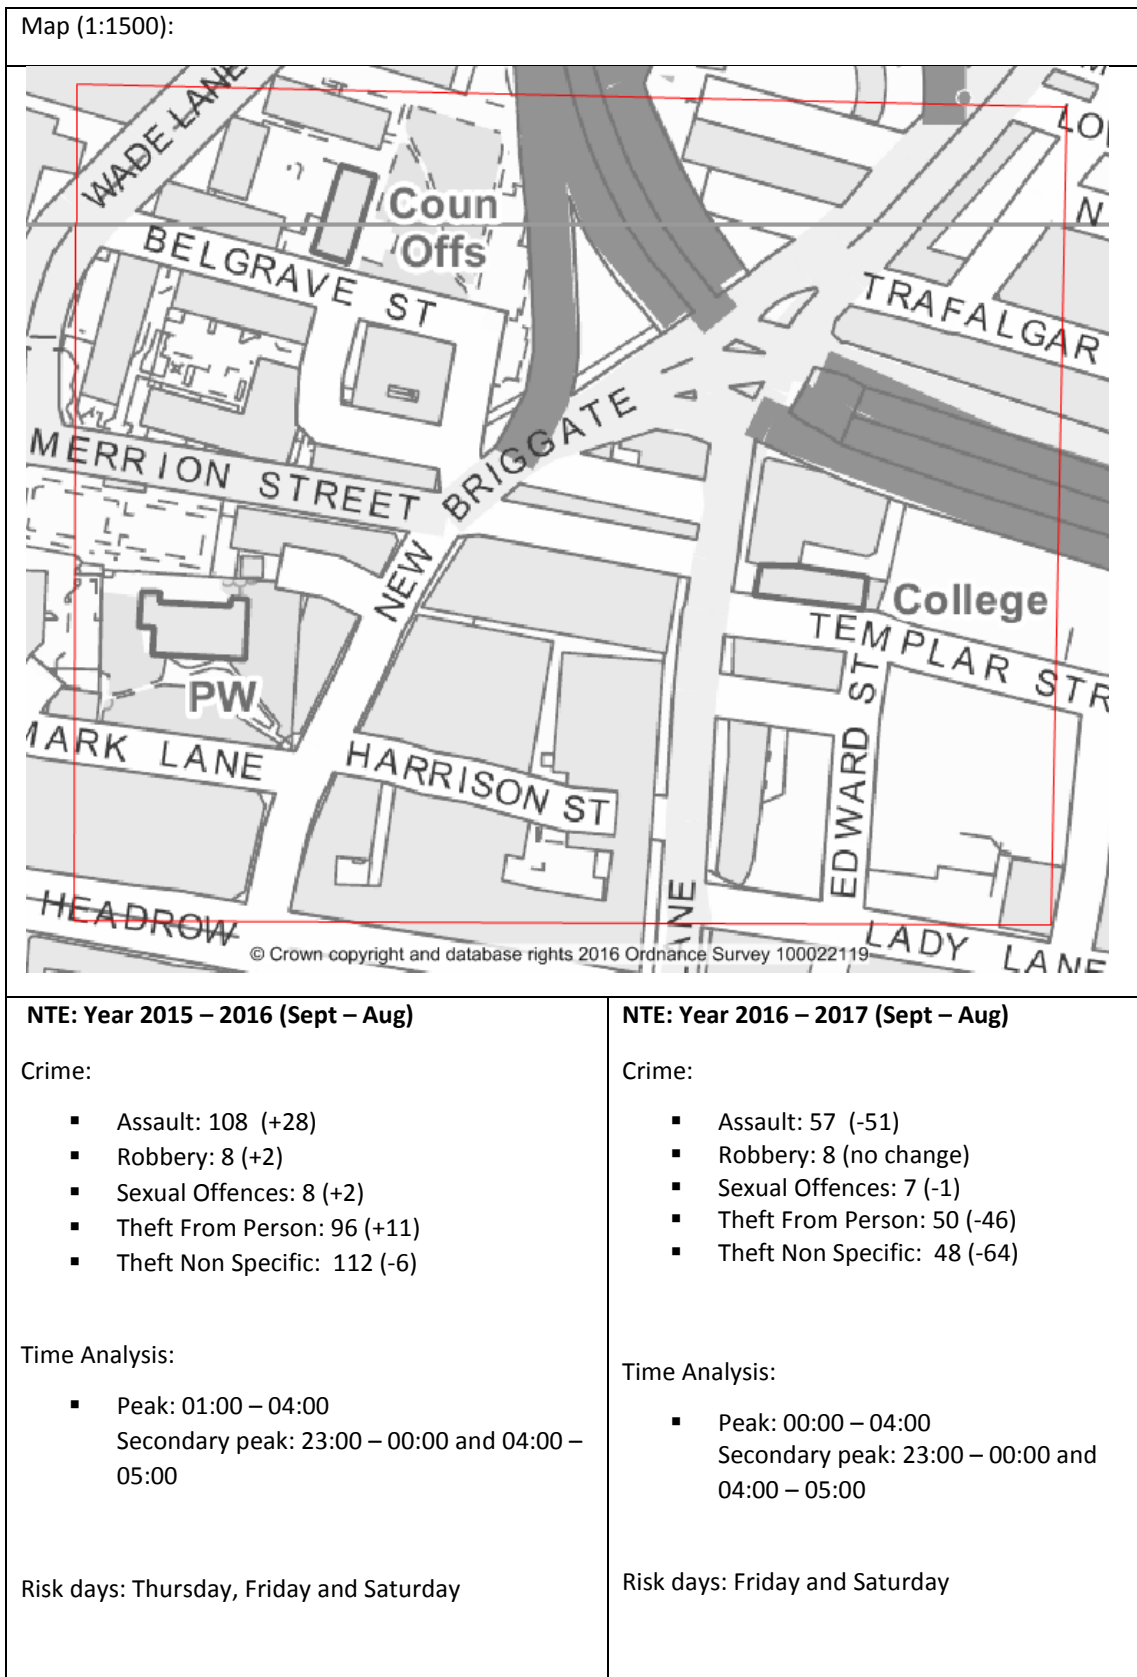 Map (1:1500):
WADE LANE
LO
N
Coun
Offs
BELGRAVE ST
TRAFALGAR
MERRION STREET
NEW BRIGGATE
College
TEMPLAR STR
PW
EDWARD ST
MARK LANE
HARRISON ST
HEADROW
ANE
LADY LANE
© Crown copyright and database rights 2016 Ordnance Survey 100022119
NTE: Year 2015 – 2016 (Sept – Aug)
Crime:
▪ Assault: 108 (+28)
▪ Robbery: 8 (+2)
▪ Sexual Offences: 8 (+2)
▪ Theft From Person: 96 (+11)
▪ Theft Non Specific: 112 (-6)
Time Analysis:
▪ Peak: 01:00 – 04:00
Secondary peak: 23:00 – 00:00 and 04:00 –
05:00
Risk days: Thursday, Friday and Saturday
NTE: Year 2016 – 2017 (Sept – Aug)
Crime:
▪ Assault: 57 (-51)
▪ Robbery: 8 (no change)
▪ Sexual Offences: 7 (-1)
▪ Theft From Person: 50 (-46)
▪ Theft Non Specific: 48 (-64)
Time Analysis:
▪ Peak: 00:00 – 04:00
Secondary peak: 23:00 – 00:00 and
04:00 – 05:00
Risk days: Friday and Saturday